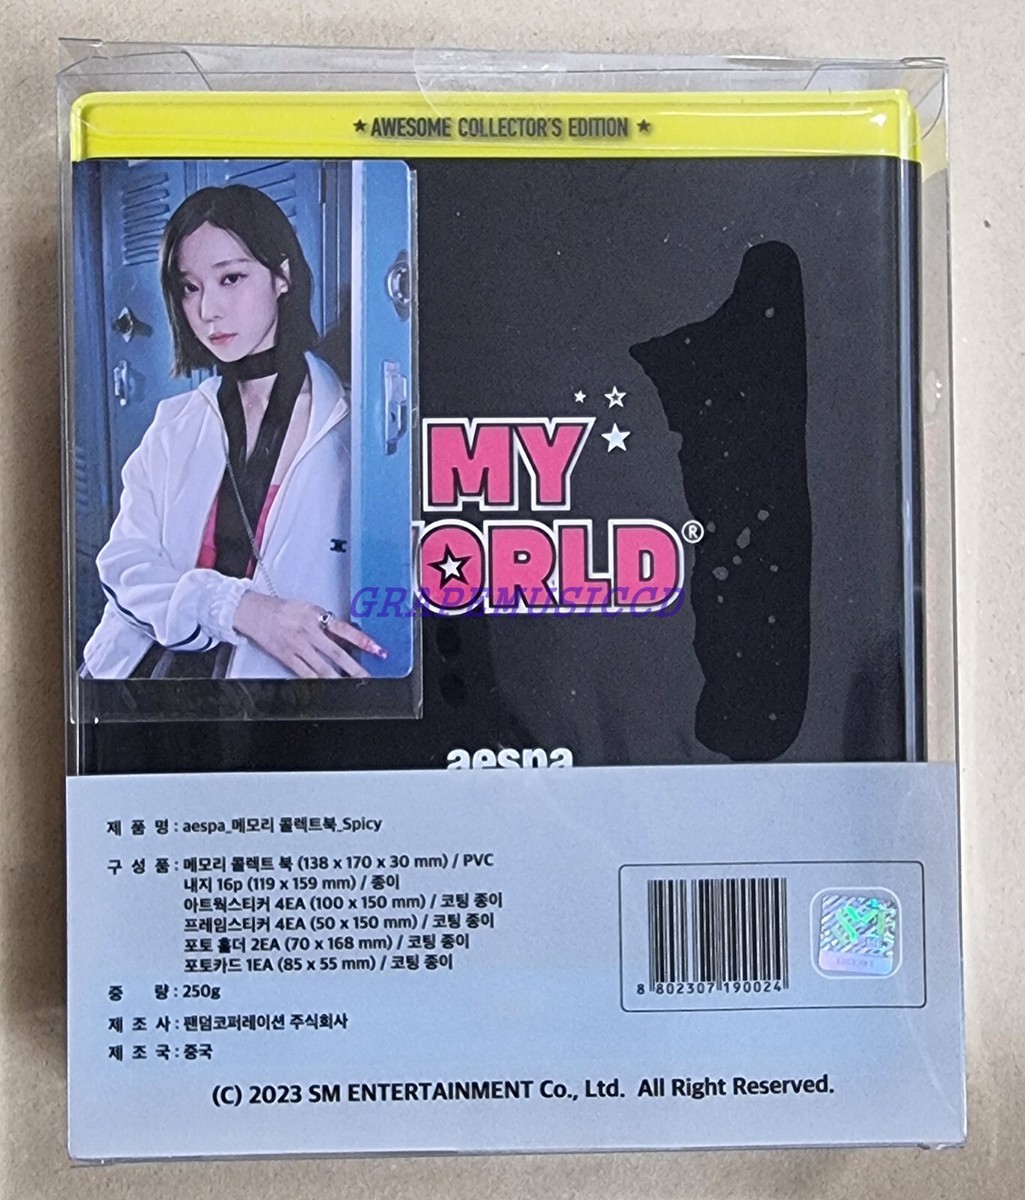 ★ AWESOME COLLECTOR'S EDITION ★
MY
WORLD®
GRAPEMUSICCD
aespa
제 품 명 : aespa_메모리 콜렉트북_Spicy
구 성 품 : 메모리 콜렉트 북 (138 x 170 x 30 mm) / PVC
내지 16p (119 x 159 mm) / 종이
아트웍스티커 4EA (100 x 150 mm) / 코팅 종이
프레임스티커 4EA (50 x 150 mm) / 코팅 종이
포토 홀더 2EA (70 x 168 mm) / 코팅 종이
포토카드 1EA (85 x 55 mm) / 코팅 종이
중 량 : 250g
제 조 사 : 팬덤코퍼레이션 주식회사
제 조 국 : 중국
8 802307 190024
SM
(C) 2023 SM ENTERTAINMENT Co., Ltd. All Right Reserved.